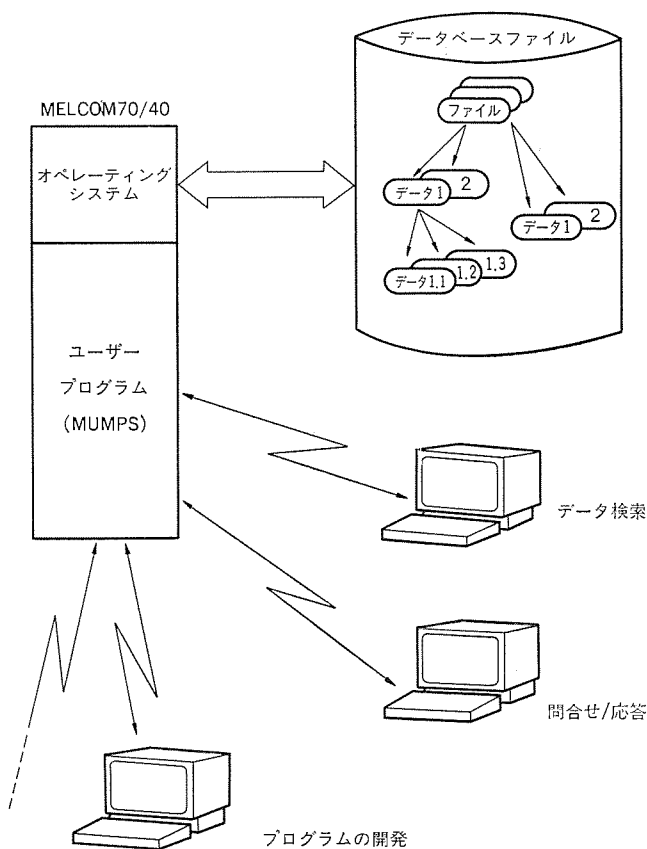 データベースファイル
ファイル
データ1
2
データ1
2
データ1.1
1.2
1.3
MELCOM70/40
オペレーティング
システム
ユーザー
プログラム
(MUMPS)
データ検索
問合せ/応答
プログラムの開発